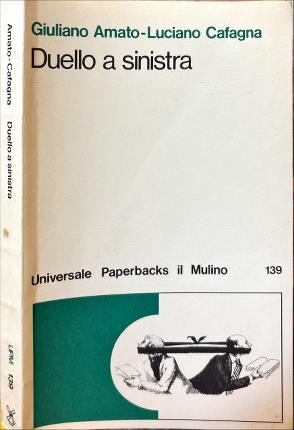 Giuliano Amato-Luciano Cafagna
Duello a sinistra
Universale Paperbacks il Mulino 139
Amato-Cafagna Duello a sinistra UPM 139